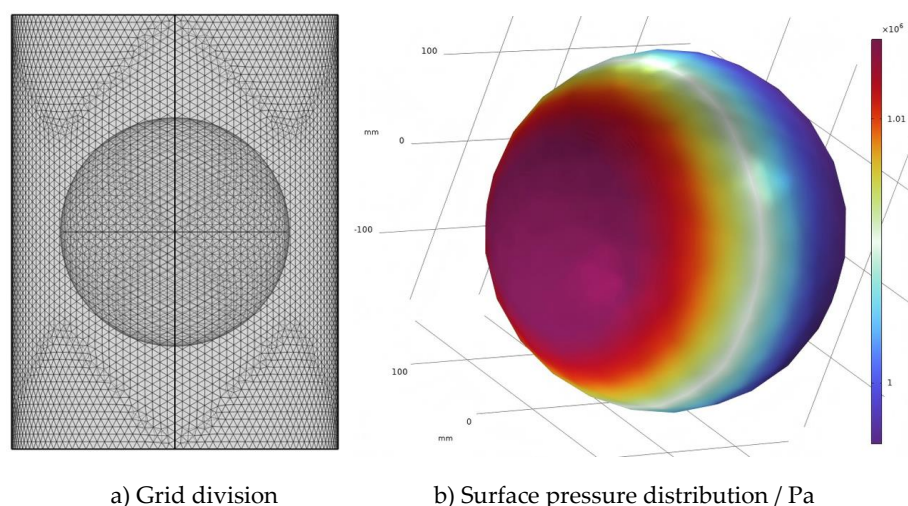 ×10⁶
100
mm
0
1.01
-100
100
1
0
mm
a) Grid division
b) Surface pressure distribution / Pa